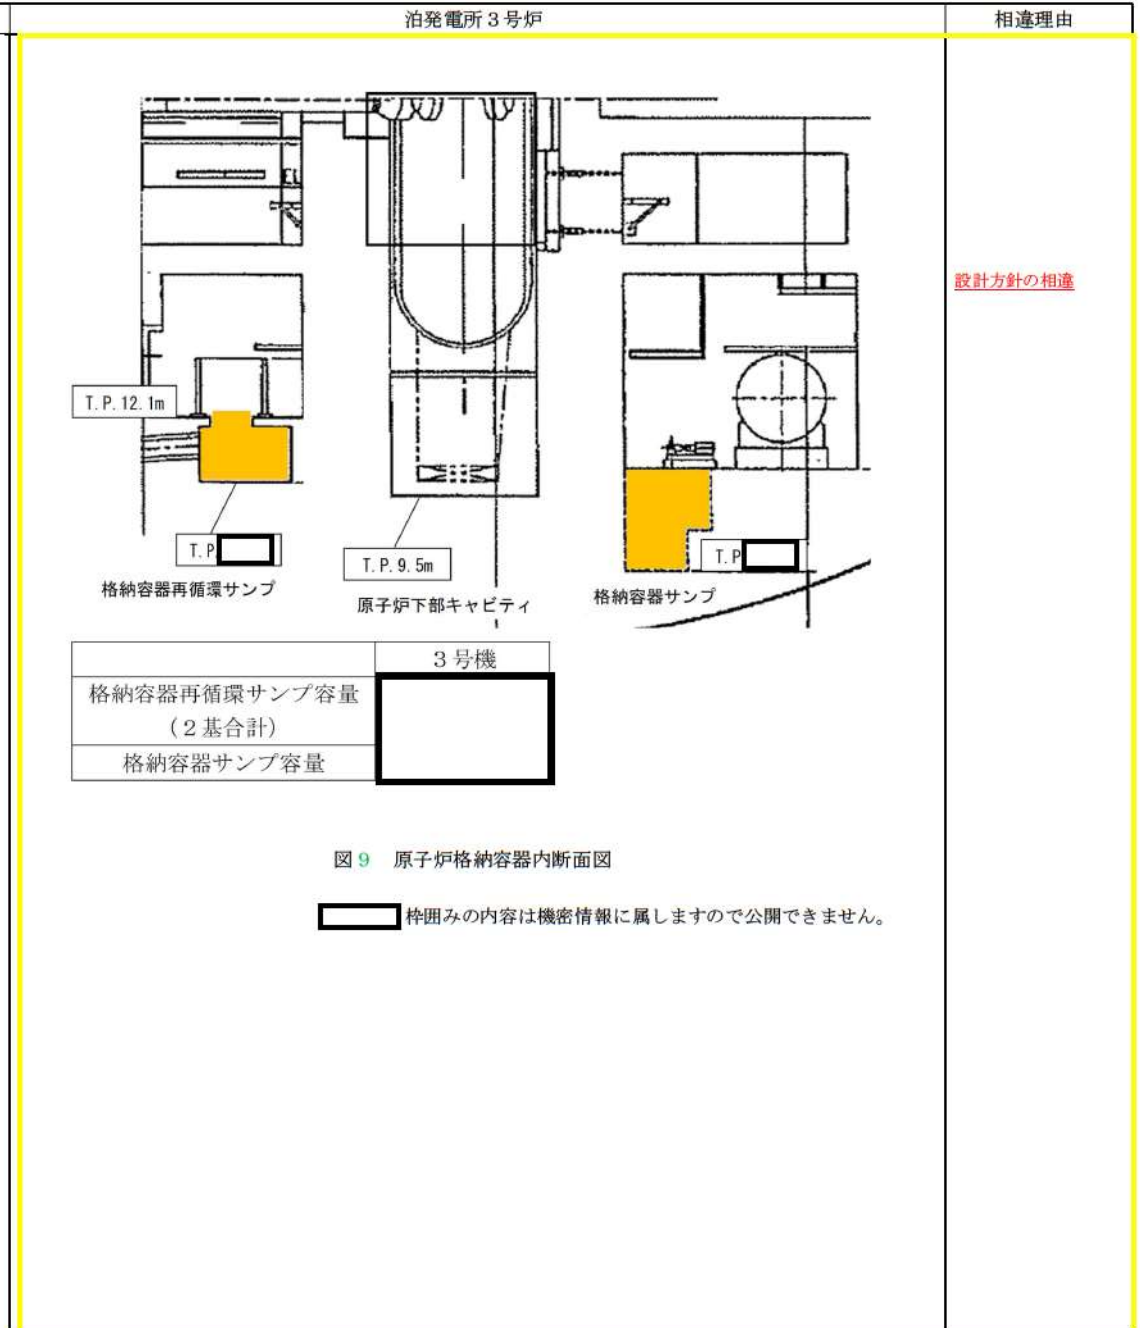 泊発電所３号炉
相違理由
EL
設計方針の相違
T.P.12.1m
T.P.
T.P.9.5m
T.P
格納容器再循環サンプ
原子炉下部キャビティ
格納容器サンプ
３号機
格納容器再循環サンプ容量
（２基合計）
格納容器サンプ容量
図９　原子炉格納容器内断面図
枠囲みの内容は機密情報に属しますので公開できません。